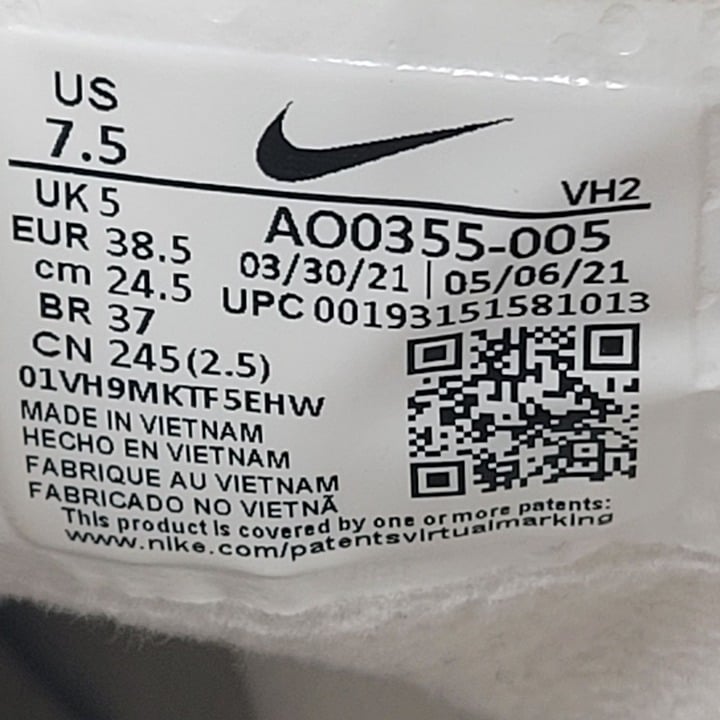 US
7.5
VH2
UK 5
EUR 38.5
cm 24.5
BR 37
CN 245(2.5)
AO0355-005
03/30/21 | 05/06/21
UPC 00193151581013
01VH9MKTF5EHW
MADE IN VIETNAM
HECHO EN VIETNAM
FABRIQUE AU VIETNAM
FABRICADO NO VIETNÃ
This product is covered by one or more patents:
www.nike.com/patentsvirtualmarking